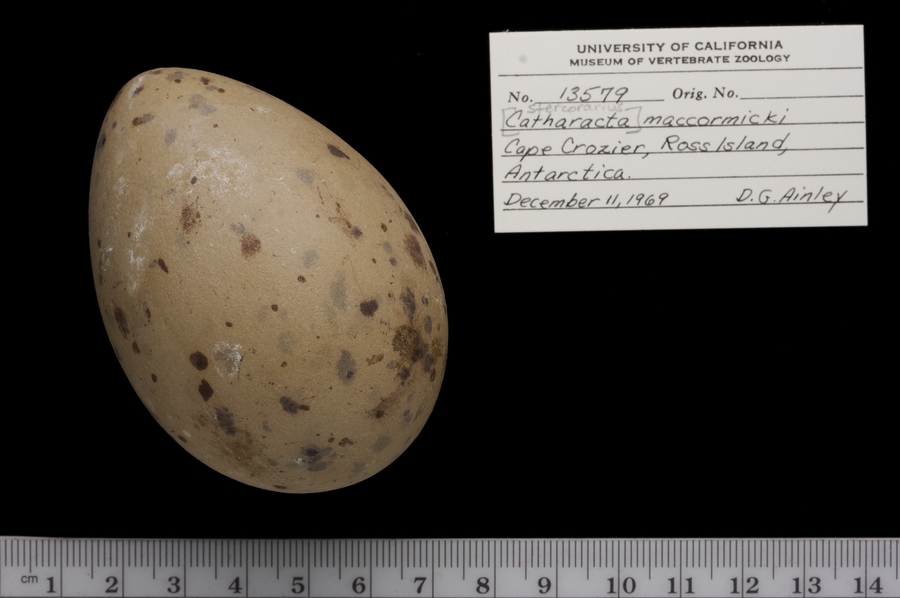 UNIVERSITY OF CALIFORNIA
MUSEUM OF VERTEBRATE ZOOLOGY
No. 13579 Orig. No.
stercorarius
[Catharacta] maccormicki
Cape Crozier, Ross Island,
Antarctica.
December 11, 1969 D.G. Ainley
cm 1 2 3 4 5 6 7 8 9 10 11 12 13 14